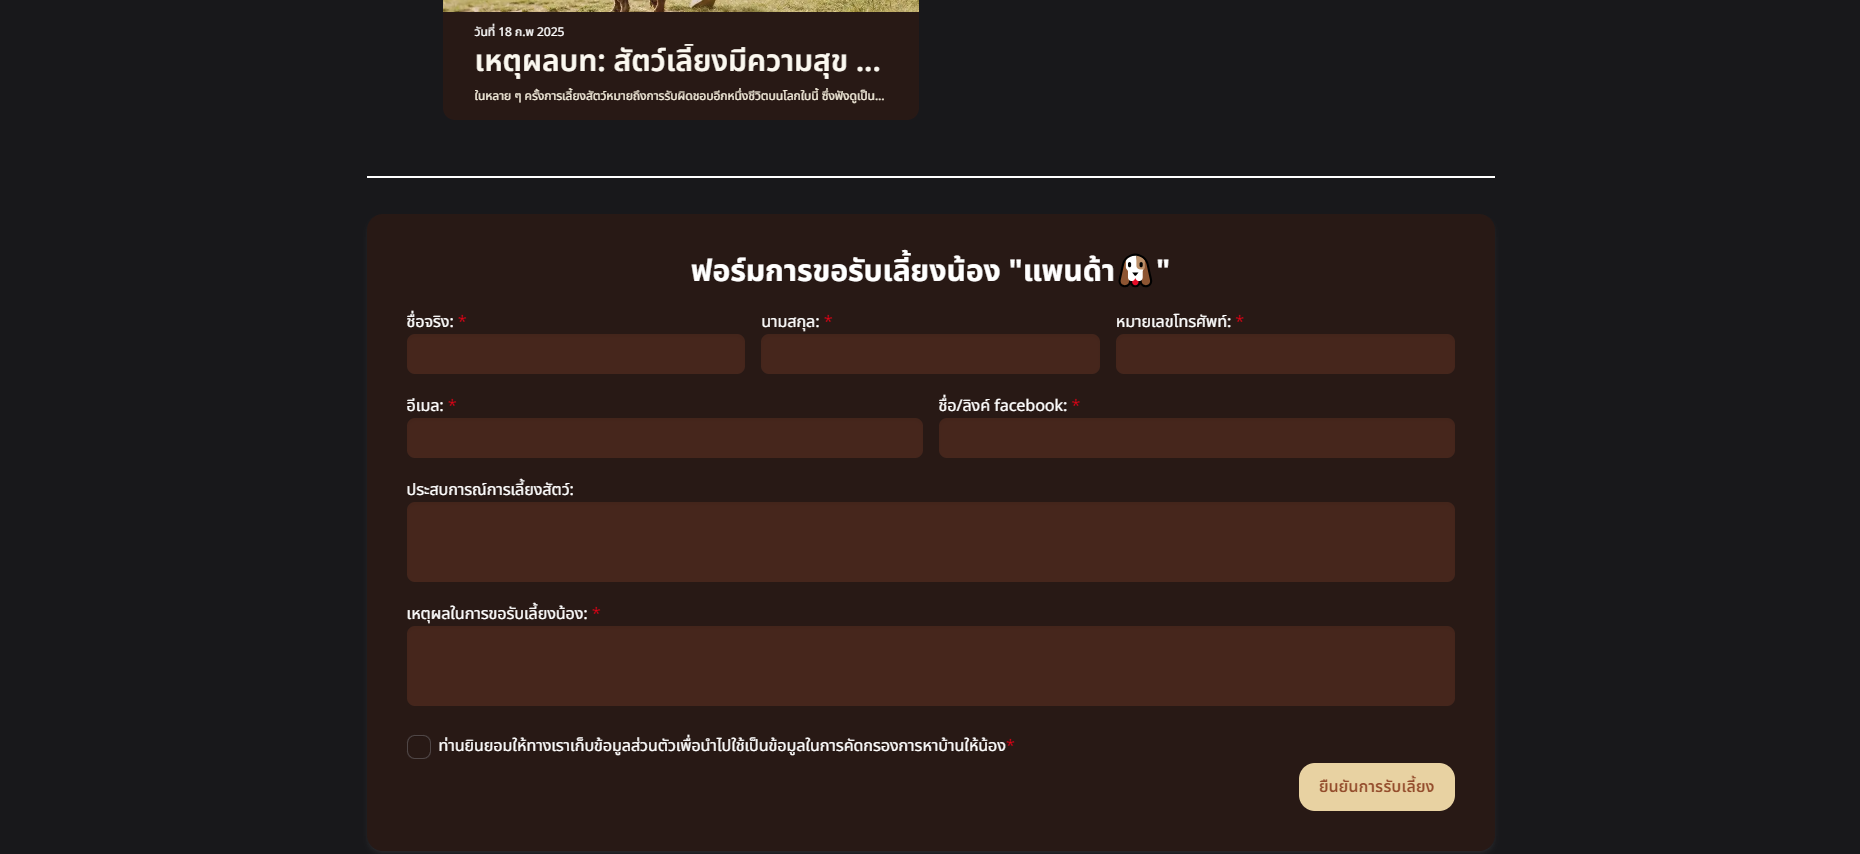 วันที่ 18 ก.พ 2025
เหตุผลบท: สัตว์เลี้ยงมีความสุข ...
ในหลาย ๆ ครั้งการเลี้ยงสัตว์หมายถึงการรับผิดชอบอีกหนึ่งชีวิตบนโลกใบนี้ ซึ่งฟังดูเป็น...
ฟอร์มการขอรับเลี้ยงน้อง "แพนด้า🐶"
ชื่อจริง: * นามสกุล: * หมายเลขโทรศัพท์: *
อีเมล: * ชื่อ/ลิงค์ facebook: *
ประสบการณ์การเลี้ยงสัตว์:
เหตุผลในการขอรับเลี้ยงน้อง: *
ท่านยินยอมให้ทางเราเก็บข้อมูลส่วนตัวเพื่อนำไปใช้เป็นข้อมูลในการคัดกรองการหาบ้านให้น้อง*
ยืนยันการรับเลี้ยง